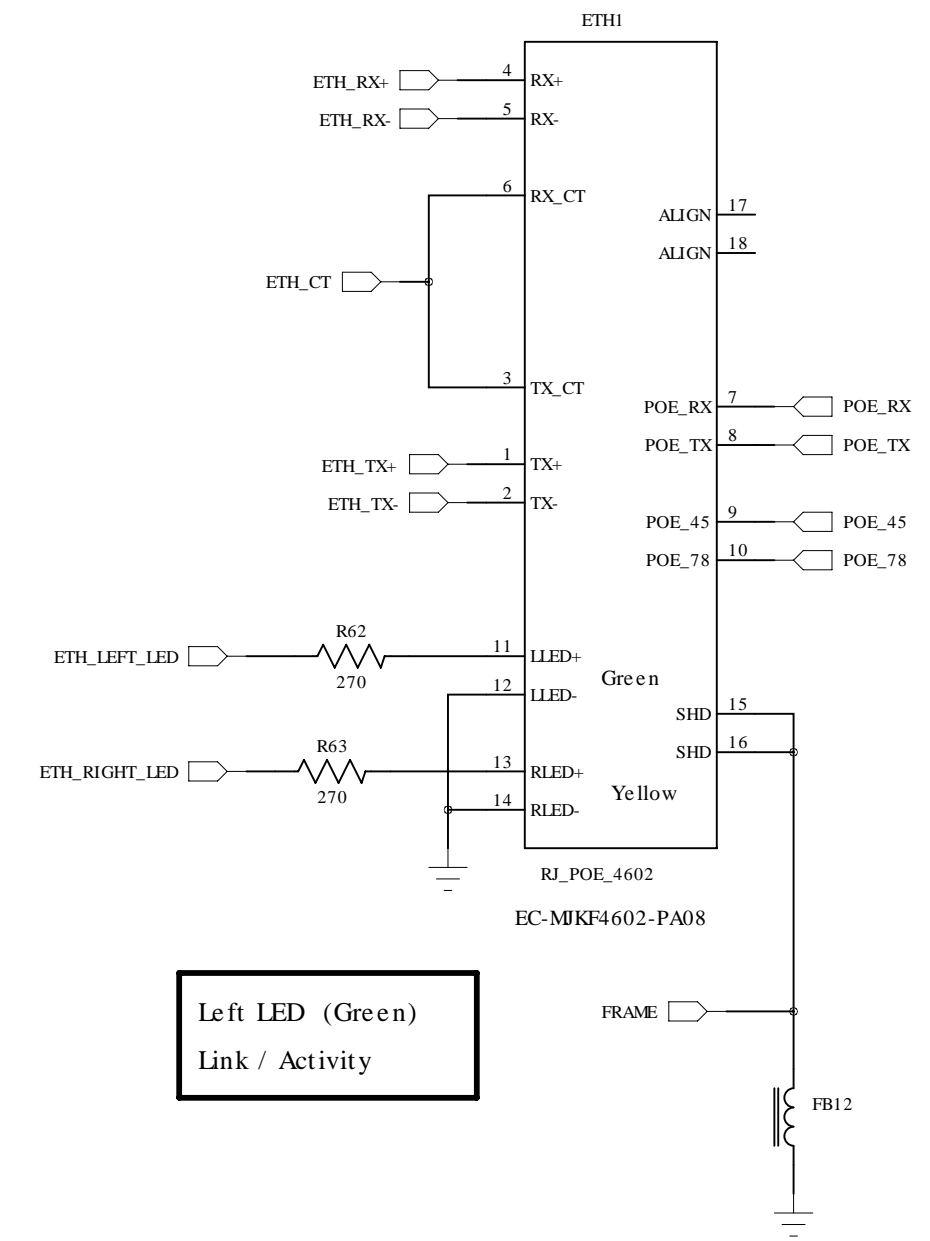 ETH1
ETH_RX+ 4 RX+
ETH_RX- 5 RX-
6 RX_CT
ALIGN 17
ALIGN 18
ETH_CT
3 TX_CT
POE_RX 7 POE_RX
POE_TX 8 POE_TX
ETH_TX+ 1 TX+
ETH_TX- 2 TX-
POE_45 9 POE_45
POE_78 10 POE_78
R62
ETH_LEFT_LED 11 LLED+
270
Green
12 LLED-
SHD 15
SHD 16
R63
ETH_RIGHT_LED 13 RLED+
270
Yellow
14 RLED-
RJ_POE_4602
EC-MJKF4602-PA08
Left LED (Green)
Link / Activity
FRAME
FB12